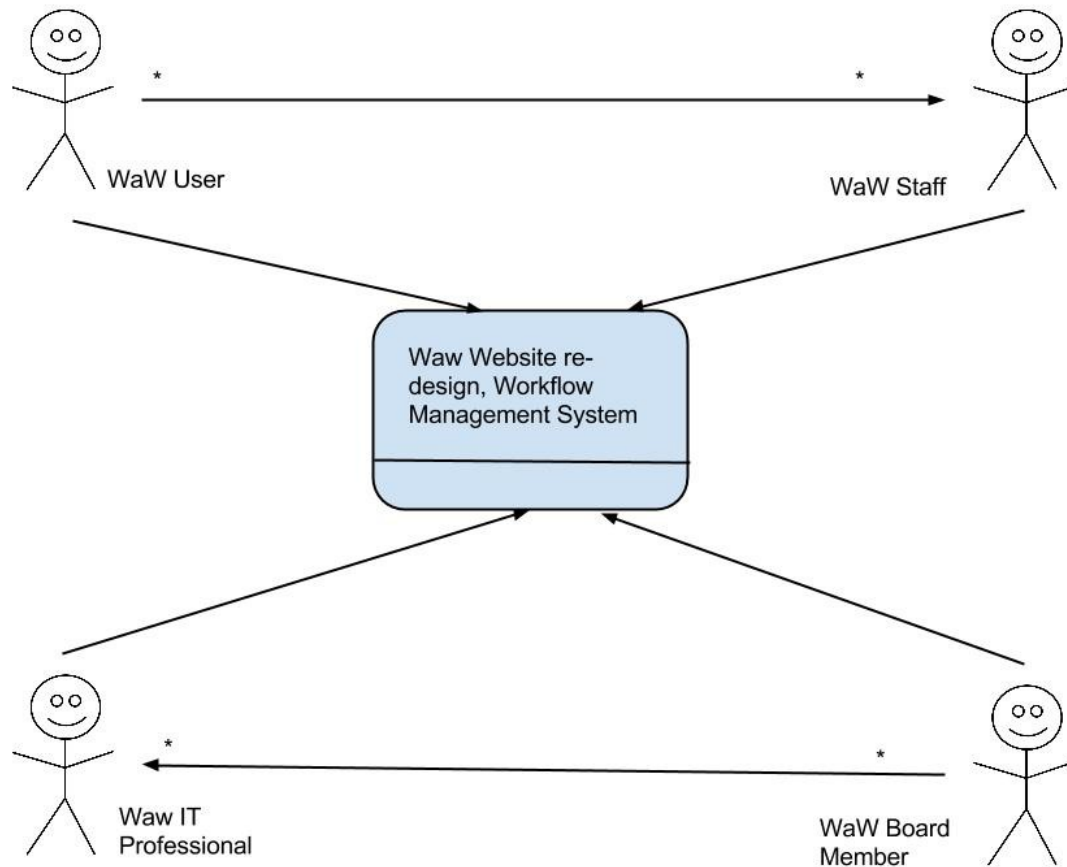 * *
WaW User
WaW Staff
Waw Website re-
design, Workflow
Management System
* *
Waw IT
Professional
WaW Board
Member